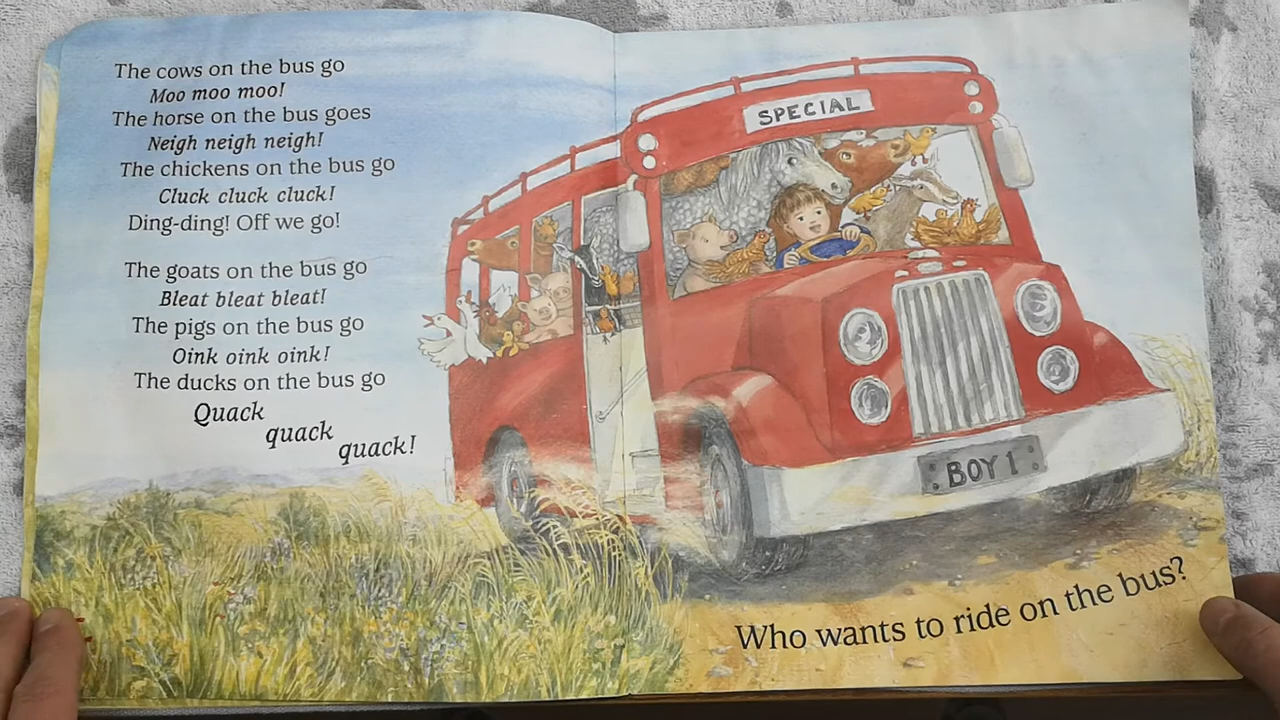 The cows on the bus go
Moo moo moo!
The horse on the bus goes
Neigh neigh neigh!
The chickens on the bus go
Cluck cluck cluck!
Ding-ding! Off we go!
The goats on the bus go
Bleat bleat bleat!
The pigs on the bus go
Oink oink oink!
The ducks on the bus go
Quack
quack
quack!
SPECIAL
BOY 1
Who wants to ride on the bus?